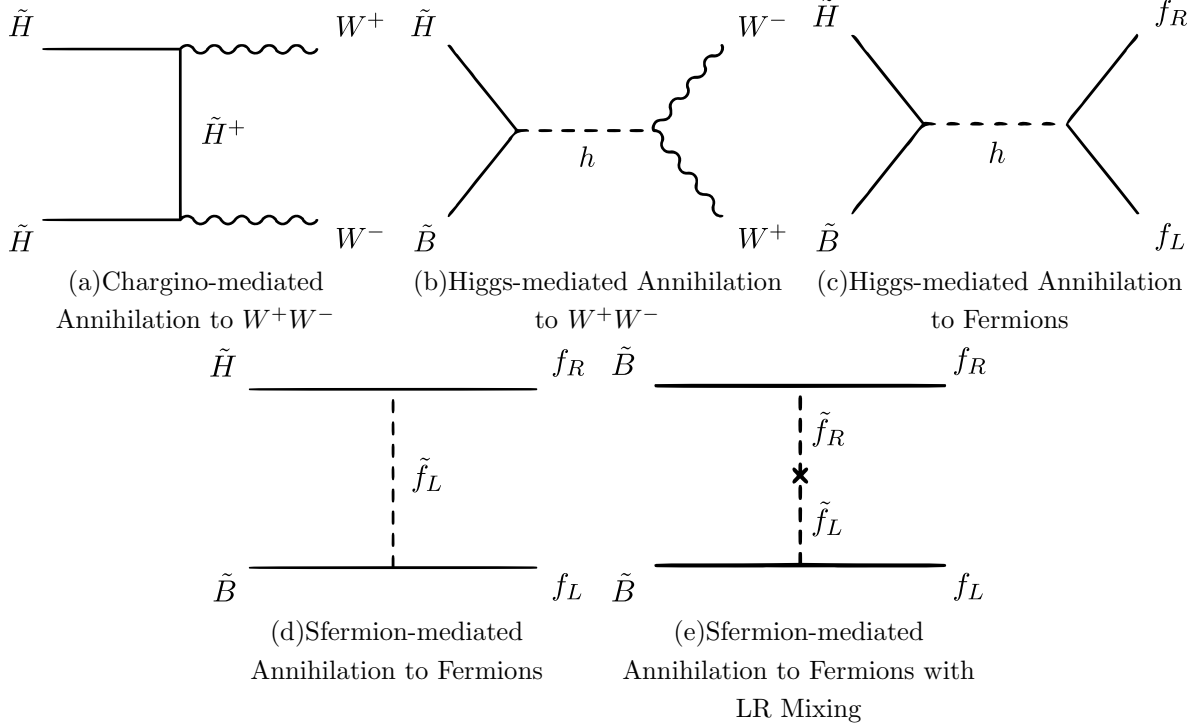 H̃ W⁺ H̃ W⁻ H̃ f_R
H̃⁺ h h
H̃ W⁻ B̃ W⁺ B̃ f_L
(a)Chargino-mediated
Annihilation to W⁺W⁻
(b)Higgs-mediated Annihilation
to W⁺W⁻
(c)Higgs-mediated Annihilation
to Fermions
H̃ f_R B̃ f_R
f̃_R
f̃_L
f̃_L
B̃ f_L B̃ f_L
(d)Sfermion-mediated
Annihilation to Fermions
(e)Sfermion-mediated
Annihilation to Fermions with
LR Mixing